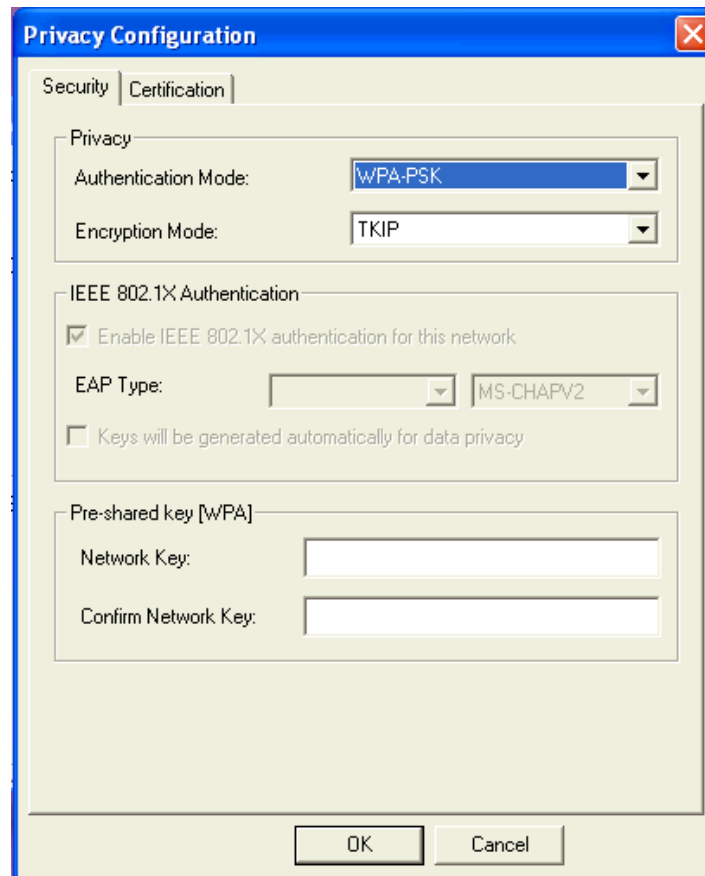 Privacy Configuration
Security Certification
Privacy
Authentication Mode: WPA-PSK
Encryption Mode: TKIP
IEEE 802.1X Authentication
Enable IEEE 802.1X authentication for this network
EAP Type: MS-CHAPV2
Keys will be generated automatically for data privacy
Pre-shared key [WPA]
Network Key:
Confirm Network Key:
OK Cancel